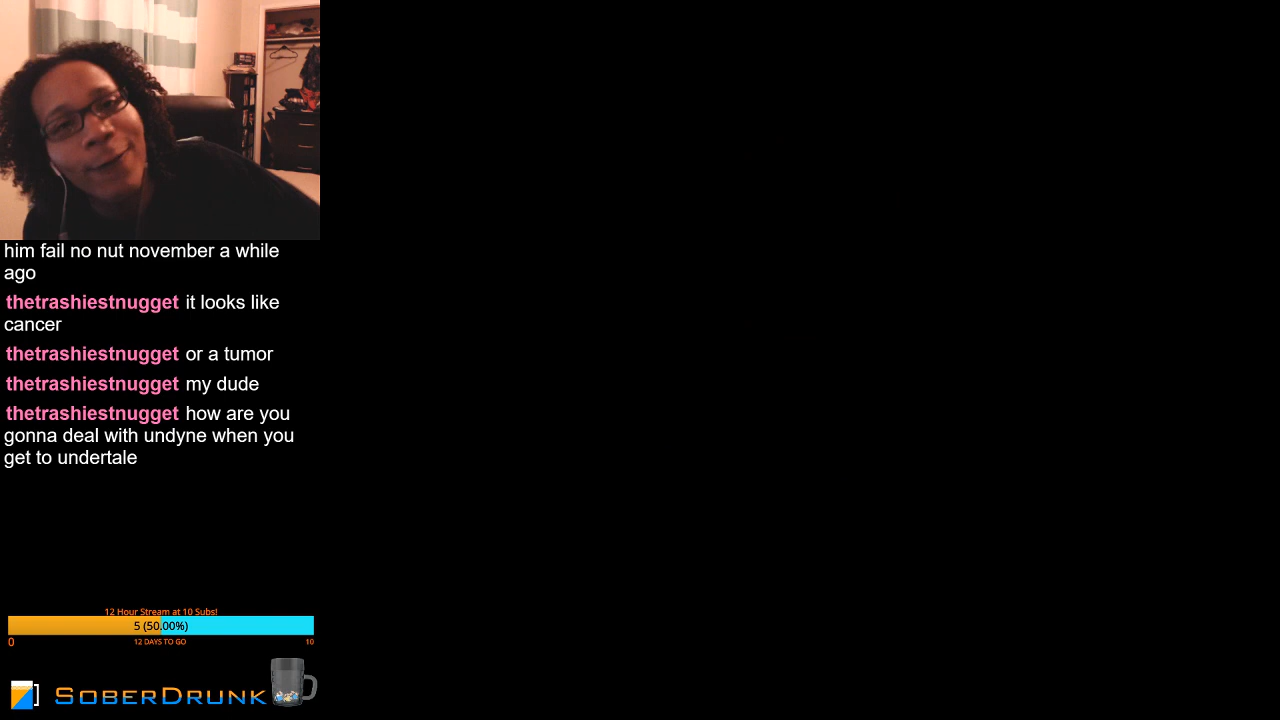 him fail no nut november a while
ago
thetrashiestnugget it looks like
cancer
thetrashiestnugget or a tumor
thetrashiestnugget my dude
thetrashiestnugget how are you
gonna deal with undyne when you
get to undertale
12 Hour Stream at 10 Subs!
5 (50.00%)
0 12 DAYS TO GO 10
SOBERDRUNK